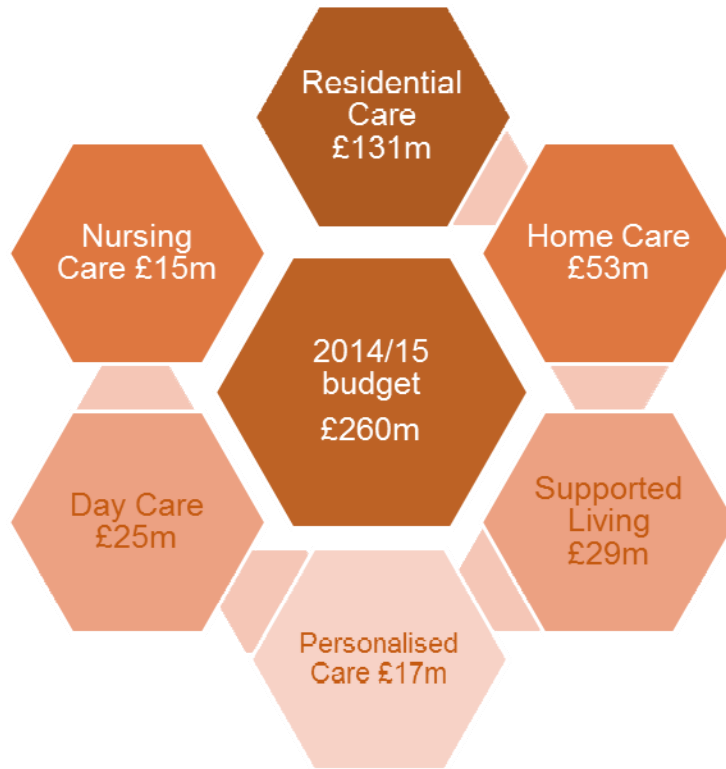 Residential
Care
£131m
Nursing
Care £15m
Home Care
£53m
2014/15
budget
£260m
Day Care
£25m
Supported
Living
£29m
Personalised
Care £17m